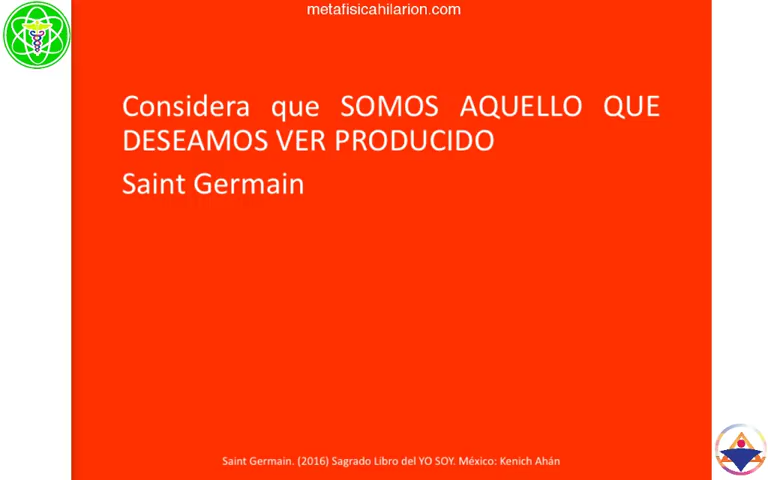 metafisicahilarion.com
Considera que SOMOS AQUELLO QUE
DESEAMOS VER PRODUCIDO
Saint Germain
Saint Germain. (2016) Sagrado Libro del YO SOY. México: Kenich Ahán